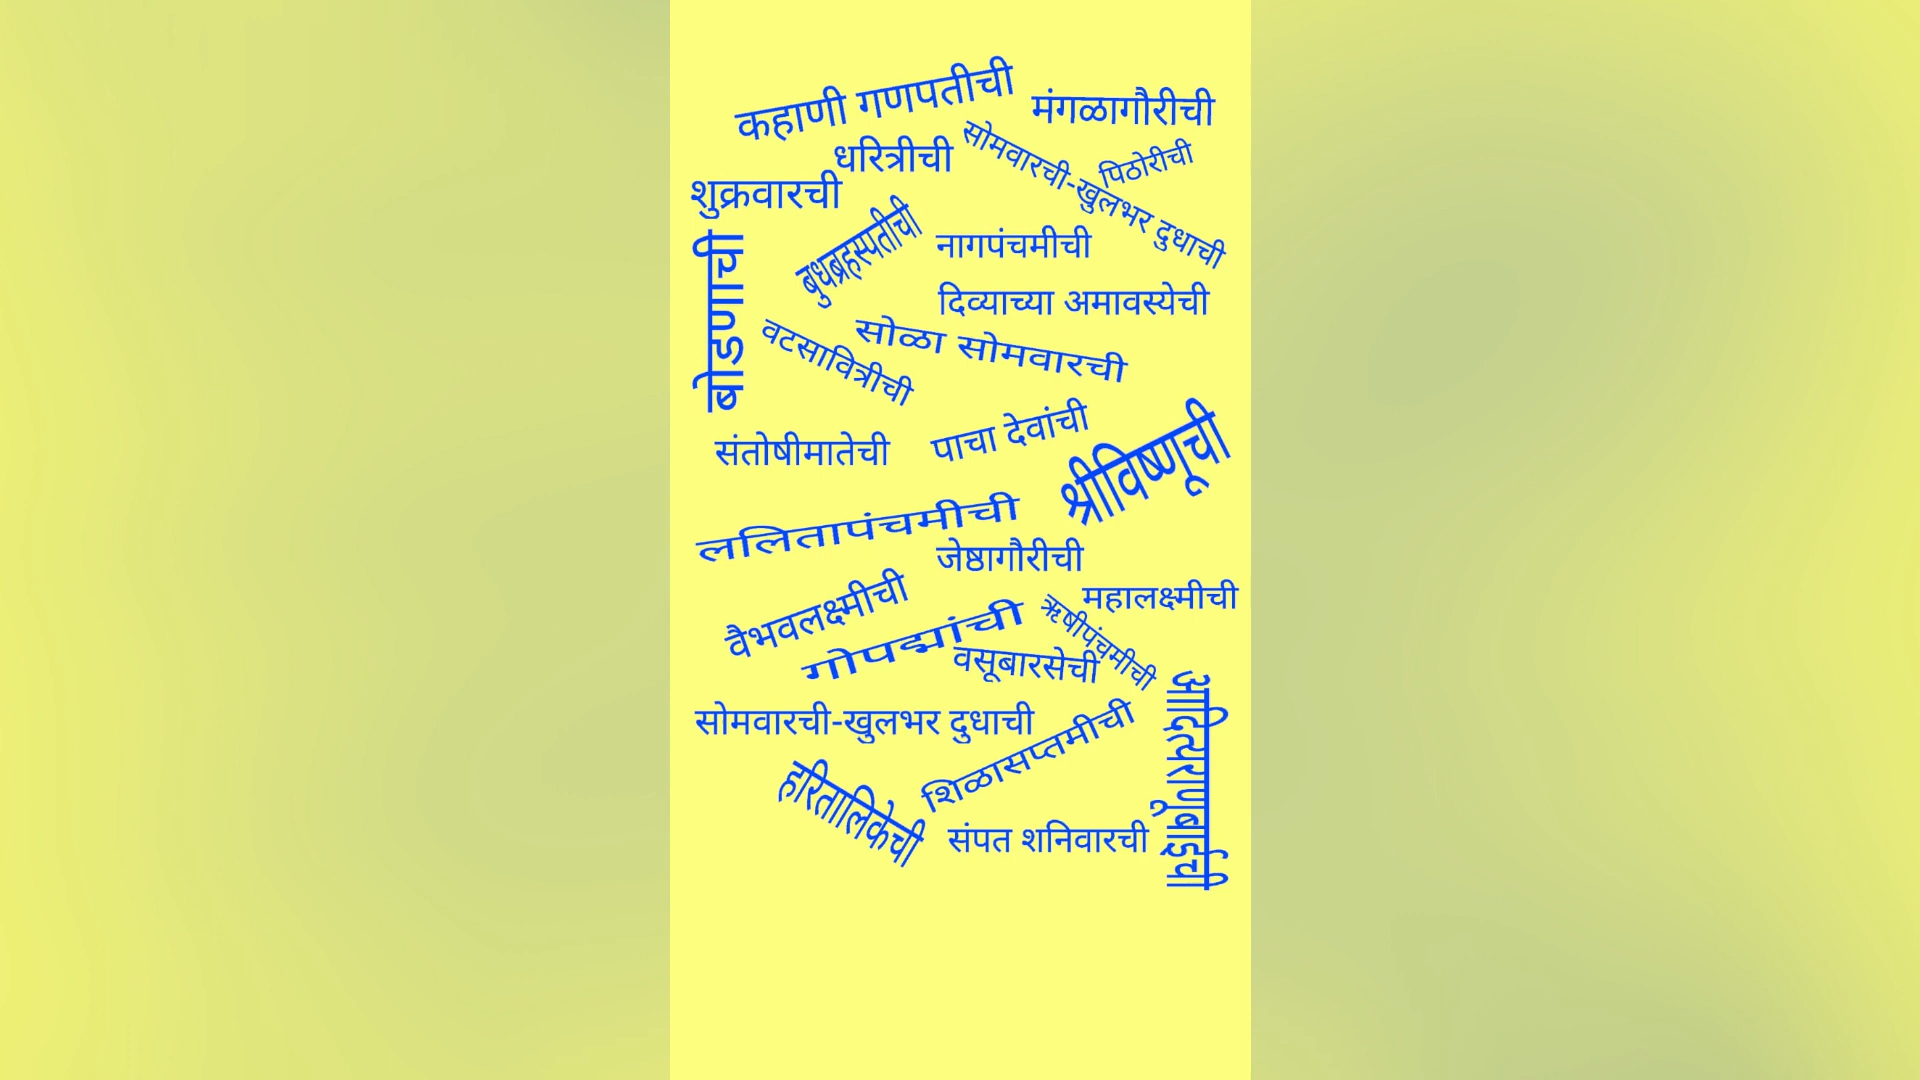 कहाणी गणपतीची
मंगळागौरीची
धरित्रीची
सोमवारची-खुलभर दुधाची
पिठोरीची
शुक्रवारची
बुधब्रहस्पतीची
नागपंचमीची
बोडणाची
दिव्याच्या अमावस्येची
सोळा सोमवारची
वटसावित्रीची
पाचा देवांची
श्रीविष्णूची
संतोषीमातेची
ललितापंचमीची
जेष्ठागौरीची
वैभवलक्ष्मीची
महालक्ष्मीची
गोपद्मांची
ऋषीपंचमीची
वसूबारसेची
सोमवारची-खुलभर दुधाची
शिळासप्तमीची
आदित्यराणूबाईची
हरितालिकेची
संपत शनिवारची